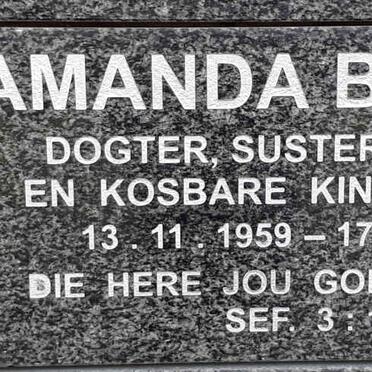 AMANDA B
DOGTER, SUSTER
EN KOSBARE KIN
13 . 11 . 1959 – 17
DIE HERE JOU GO
SEF. 3 :